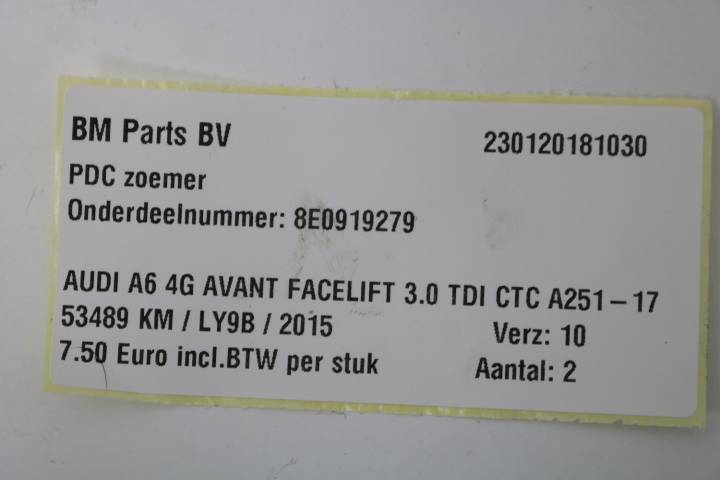 BM Parts BV 230120181030
PDC zoemer
Onderdeelnummer: 8E0919279
AUDI A6 4G AVANT FACELIFT 3.0 TDI CTC A251-17
53489 KM / LY9B / 2015 Verz: 10
7.50 Euro incl.BTW per stuk Aantal: 2